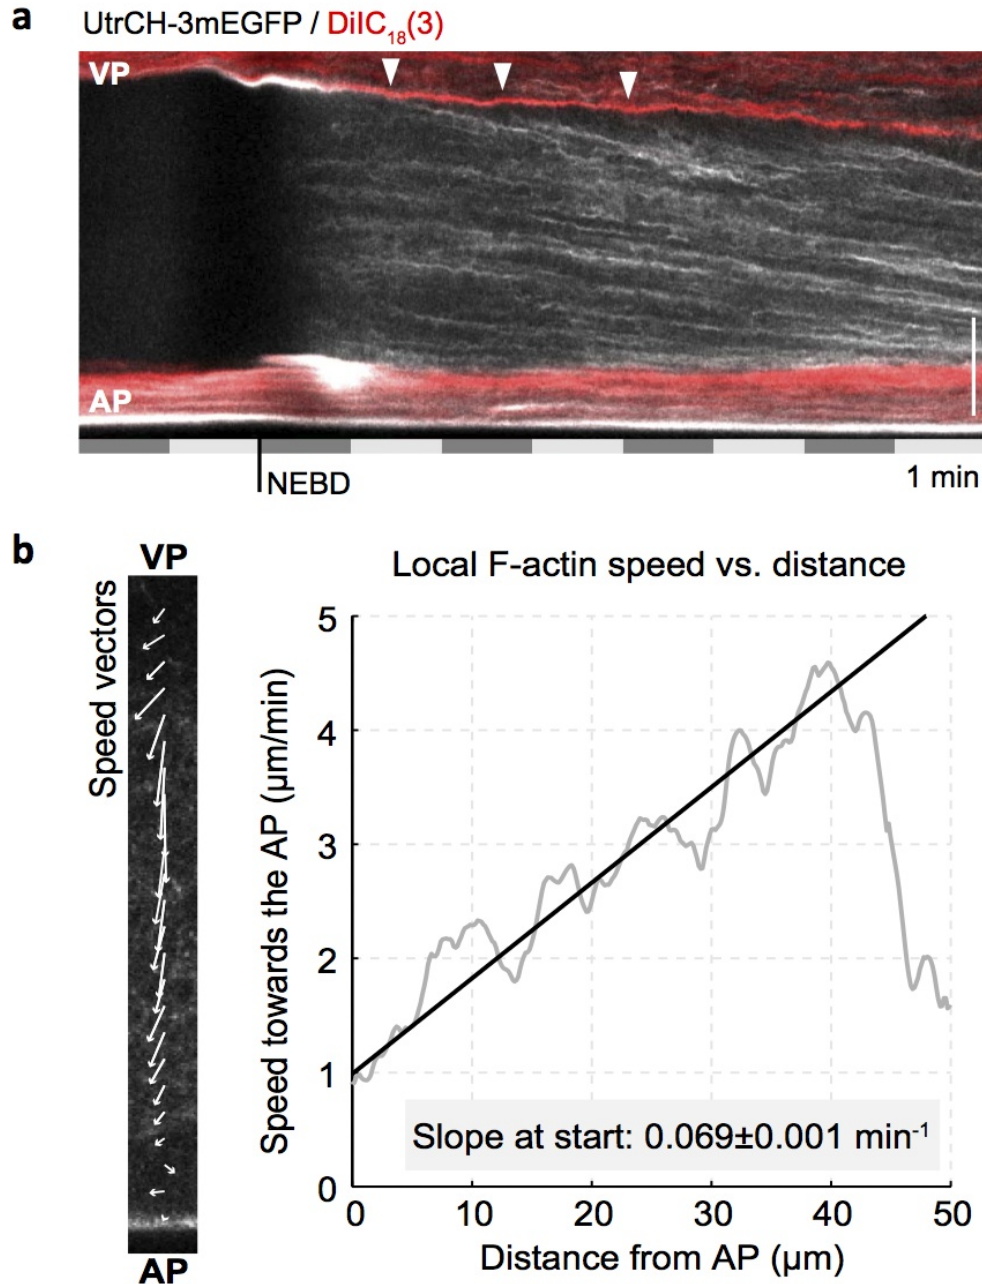 a
UtrCH-3mEGFP / DiIC18(3)
VP
AP
NEBD
1 min
b
VP
Speed vectors
AP
Local F-actin speed vs. distance
Speed towards the AP (µm/min)
5
4
3
2
1
0
Slope at start: 0.069±0.001 min-1
0 10 20 30 40 50
Distance from AP (µm)